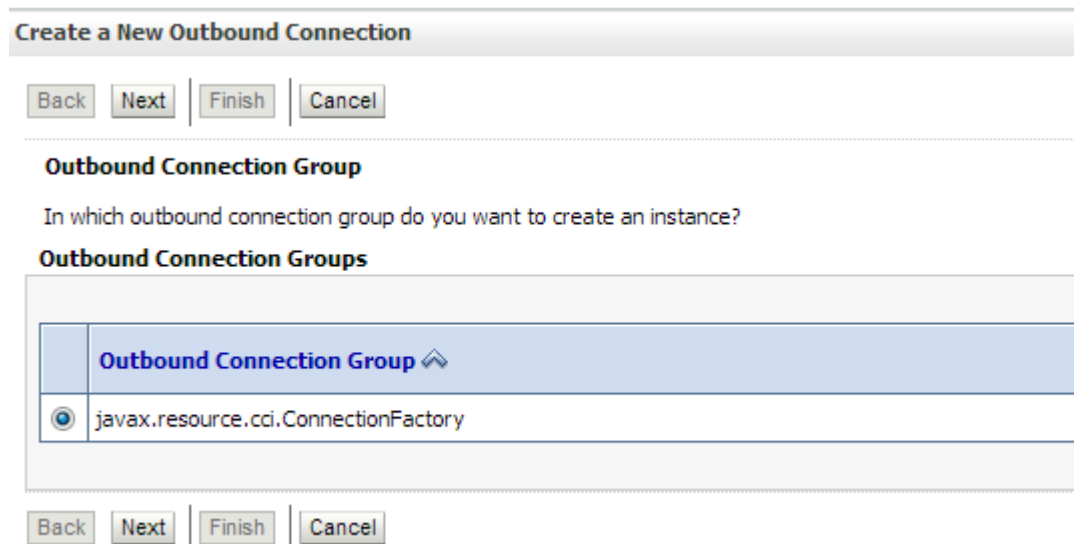 Create a New Outbound Connection
Back Next Finish Cancel
Outbound Connection Group
In which outbound connection group do you want to create an instance?
Outbound Connection Groups
Outbound Connection Group
javax.resource.cci.ConnectionFactory
Back Next Finish Cancel